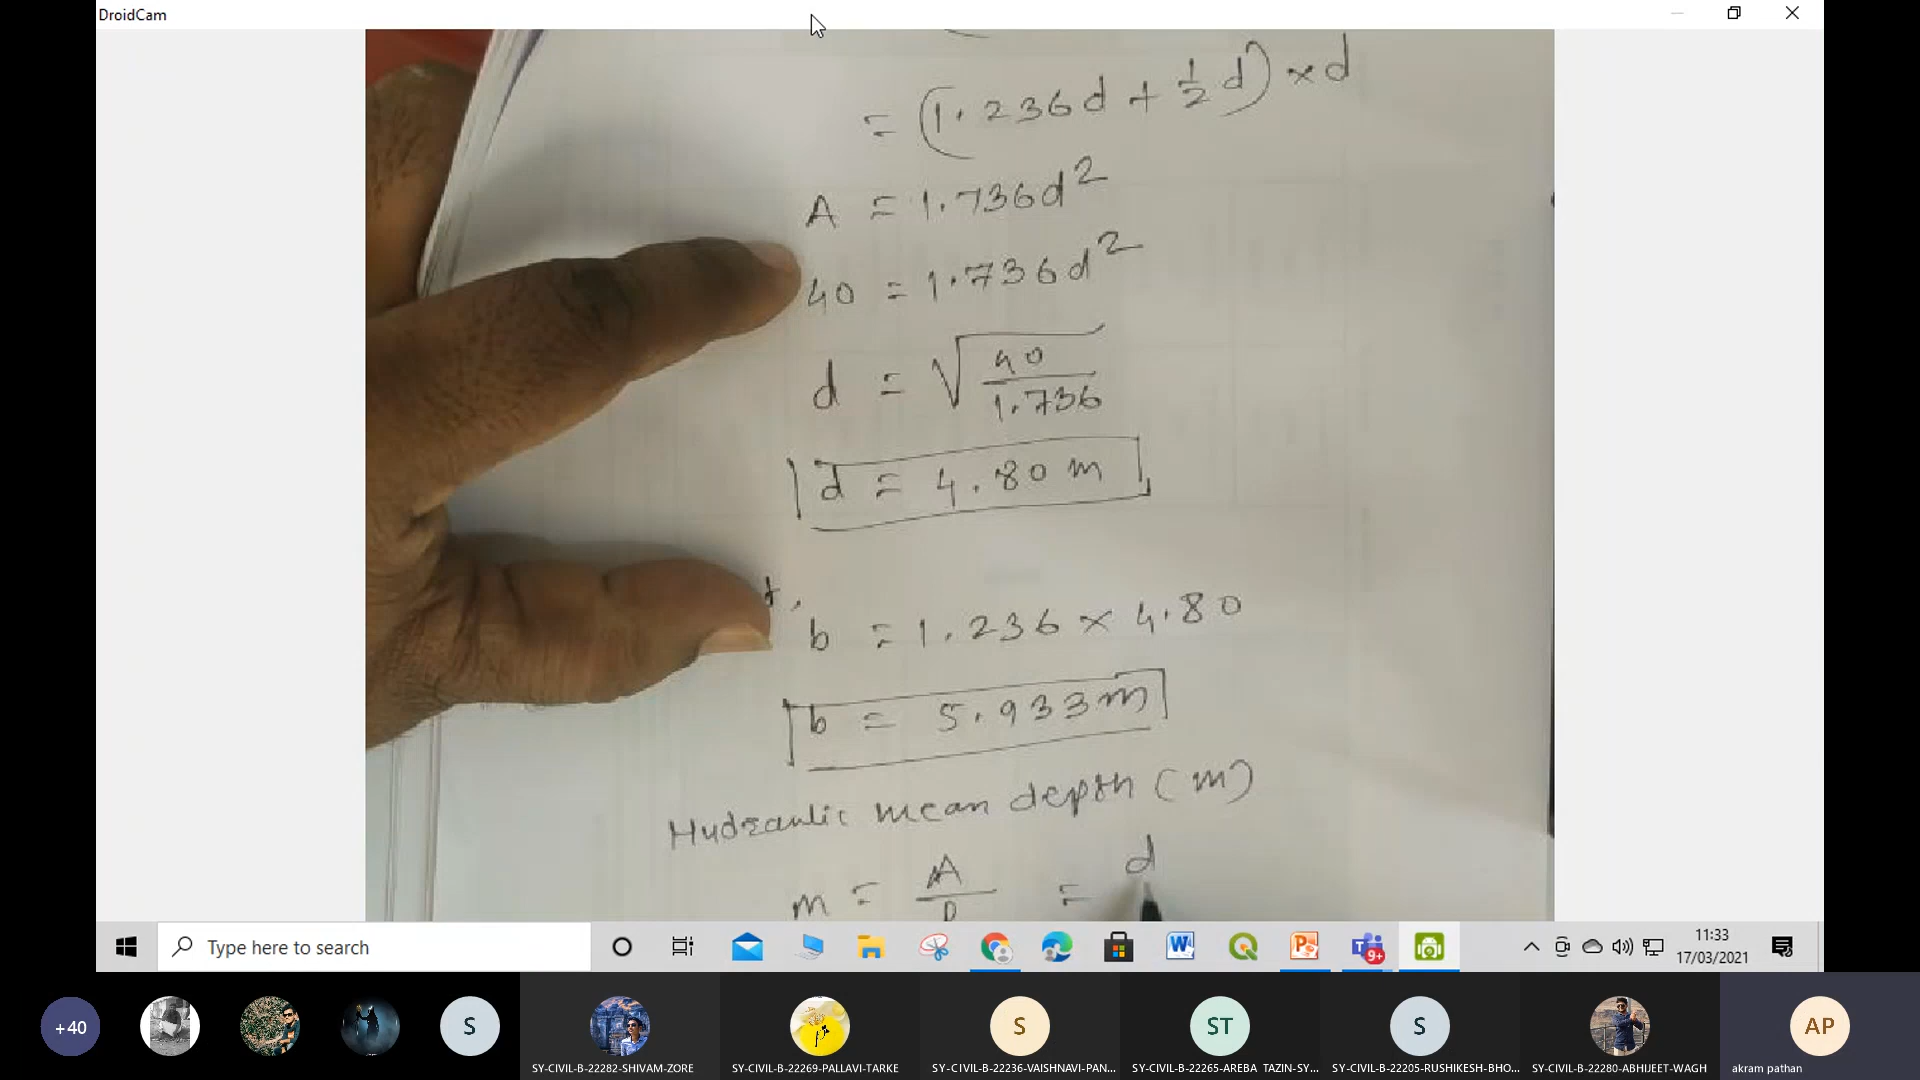 DroidCam
= (1.236d + 1/2 d) × d
A = 1.736d²
40 = 1.736d²
d = √40/1.736
d = 4.80 m
b = 1.236 × 4.80
b = 5.933m
Hydraulic mean depth (m)
m = A/P = d
Type here to search
9+
11:33
17/03/2021
+40
S
S
ST
S
AP
SY-CIVIL-B-22282-SHIVAM-ZORE
SY-CIVIL-B-22269-PALLAVI-TARKE
SY-CIVIL-B-22236-VAISHNAVI-PAN...
SY-CIVIL-B-22265-AREBA TAZIN-SY...
SY-CIVIL-B-22205-RUSHIKESH-BHO...
SY-CIVIL-B-22280-ABHIJEET-WAGH
akram pathan